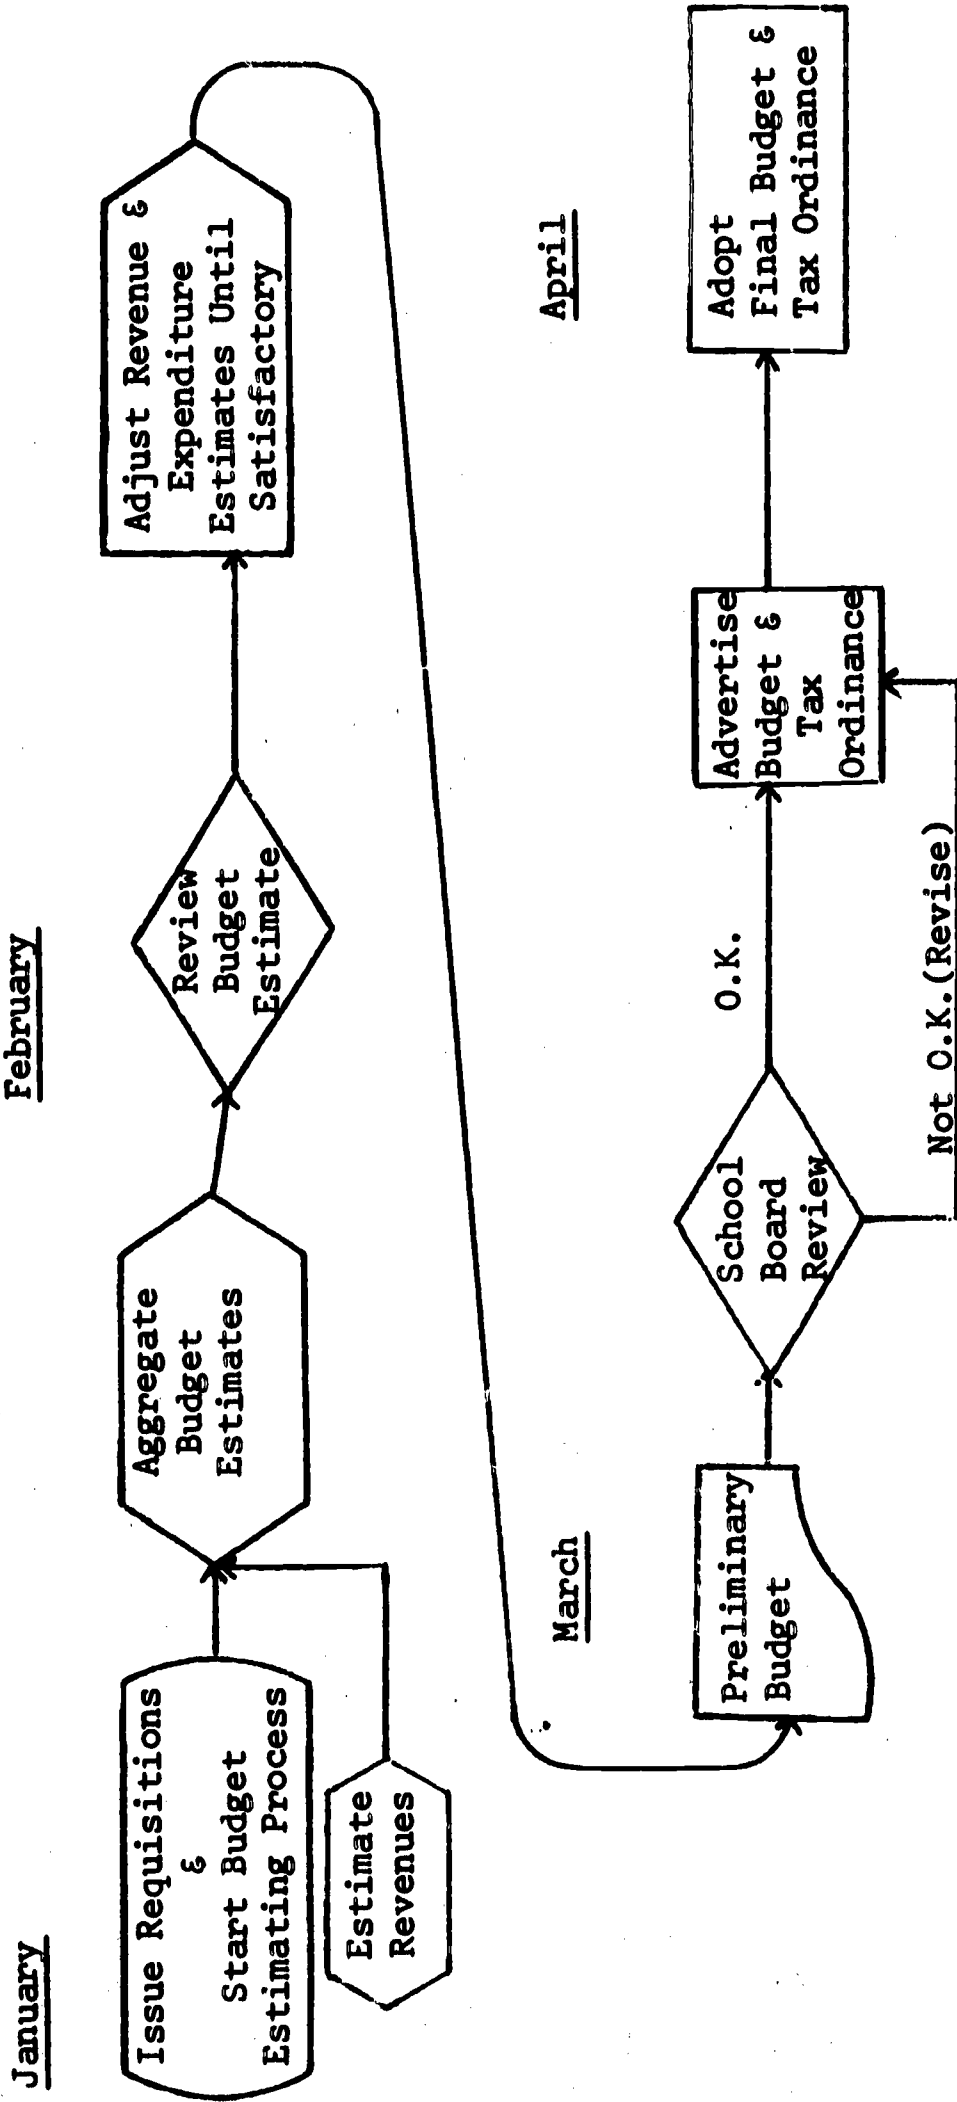 January
February
Issue Requisitions
&
Start Budget
Estimating Process
Estimate
Revenues
Aggregate
Budget
Estimates
Review
Budget
Estimate
Adjust Revenue &
Expenditure
Estimates Until
Satisfactory
March
April
Preliminary
Budget
School
Board
Review
O.K.
Not O.K.(Revise)
Advertise
Budget &
Tax
Ordinance
Adopt
Final Budget &
Tax Ordinance